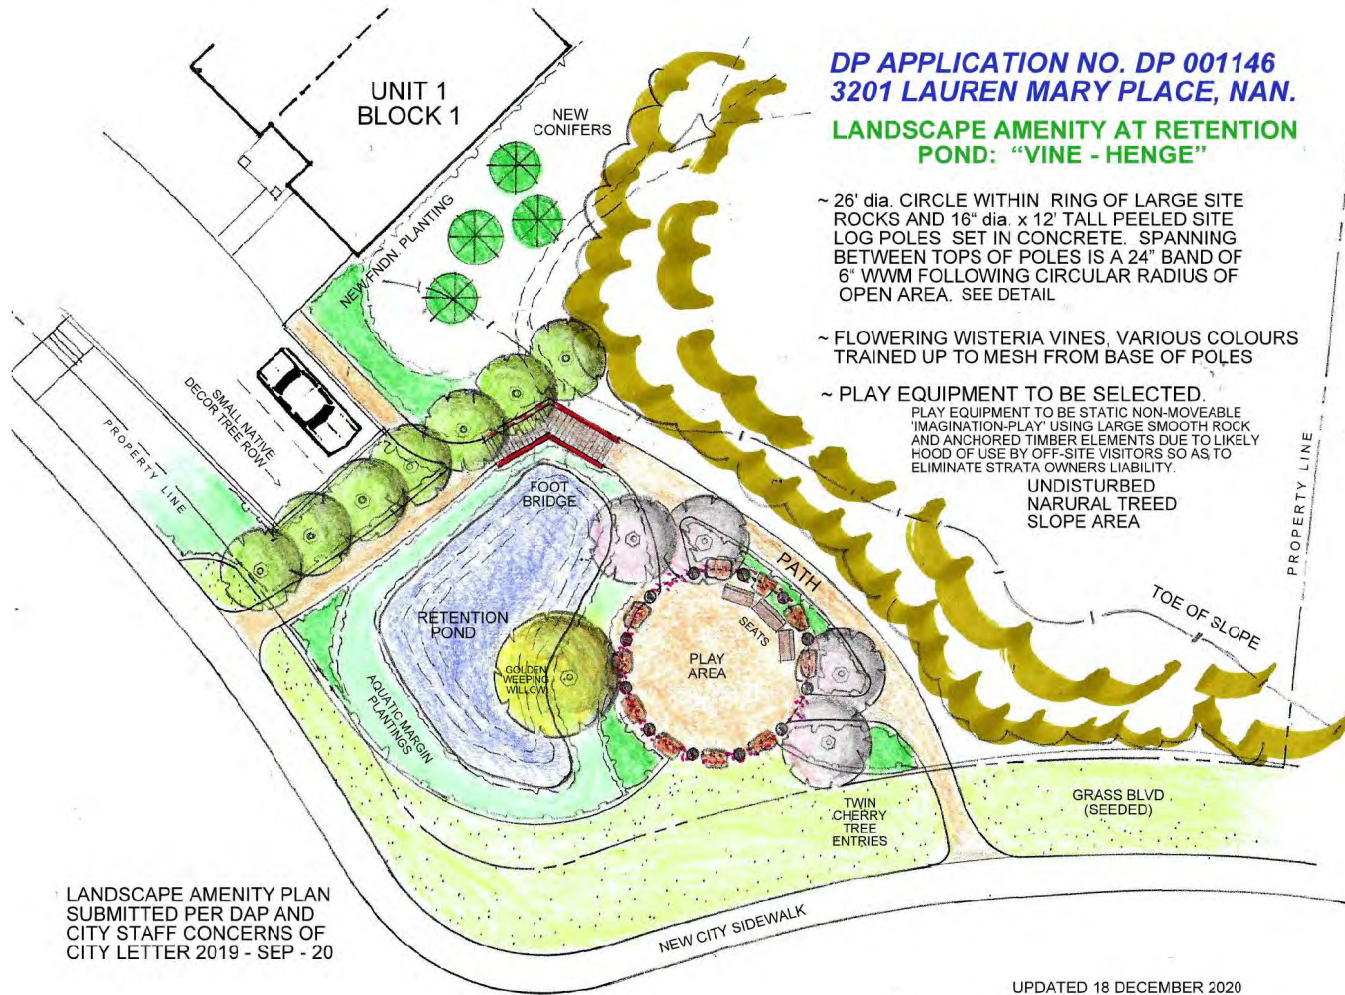 DP APPLICATION NO. DP 001146
3201 LAUREN MARY PLACE, NAN.
LANDSCAPE AMENITY AT RETENTION
POND: “VINE - HENGE”
~ 26' dia. CIRCLE WITHIN RING OF LARGE SITE
ROCKS AND 16“ dia. x 12' TALL PEELED SITE
LOG POLES SET IN CONCRETE. SPANNING
BETWEEN TOPS OF POLES IS A 24” BAND OF
6“ WWM FOLLOWING CIRCULAR RADIUS OF
OPEN AREA. SEE DETAIL
~ FLOWERING WISTERIA VINES, VARIOUS COLOURS
TRAINED UP TO MESH FROM BASE OF POLES
~ PLAY EQUIPMENT TO BE SELECTED.
PLAY EQUIPMENT TO BE STATIC NON-MOVEABLE
'IMAGINATION-PLAY' USING LARGE SMOOTH ROCK
AND ANCHORED TIMBER ELEMENTS DUE TO LIKELY
HOOD OF USE BY OFF-SITE VISITORS SO AS TO
ELIMINATE STRATA OWNERS LIABILITY.
UNDISTURBED
NARURAL TREED
SLOPE AREA
UNIT 1
BLOCK 1
NEW
CONIFERS
NEW FNDN. PLANTING
SMALL NATIVE
DECOR TREE ROW
PROPERTY LINE
FOOT
BRIDGE
RETENTION
POND
GOLDEN
WEEPING
WILLOW
AQUATIC MARGIN
PLANTINGS
PATH
SEATS
PLAY
AREA
TOE OF SLOPE
PROPERTY LINE
TWIN
CHERRY
TREE
ENTRIES
GRASS BLVD
(SEEDED)
NEW CITY SIDEWALK
LANDSCAPE AMENITY PLAN
SUBMITTED PER DAP AND
CITY STAFF CONCERNS OF
CITY LETTER 2019 - SEP - 20
UPDATED 18 DECEMBER 2020